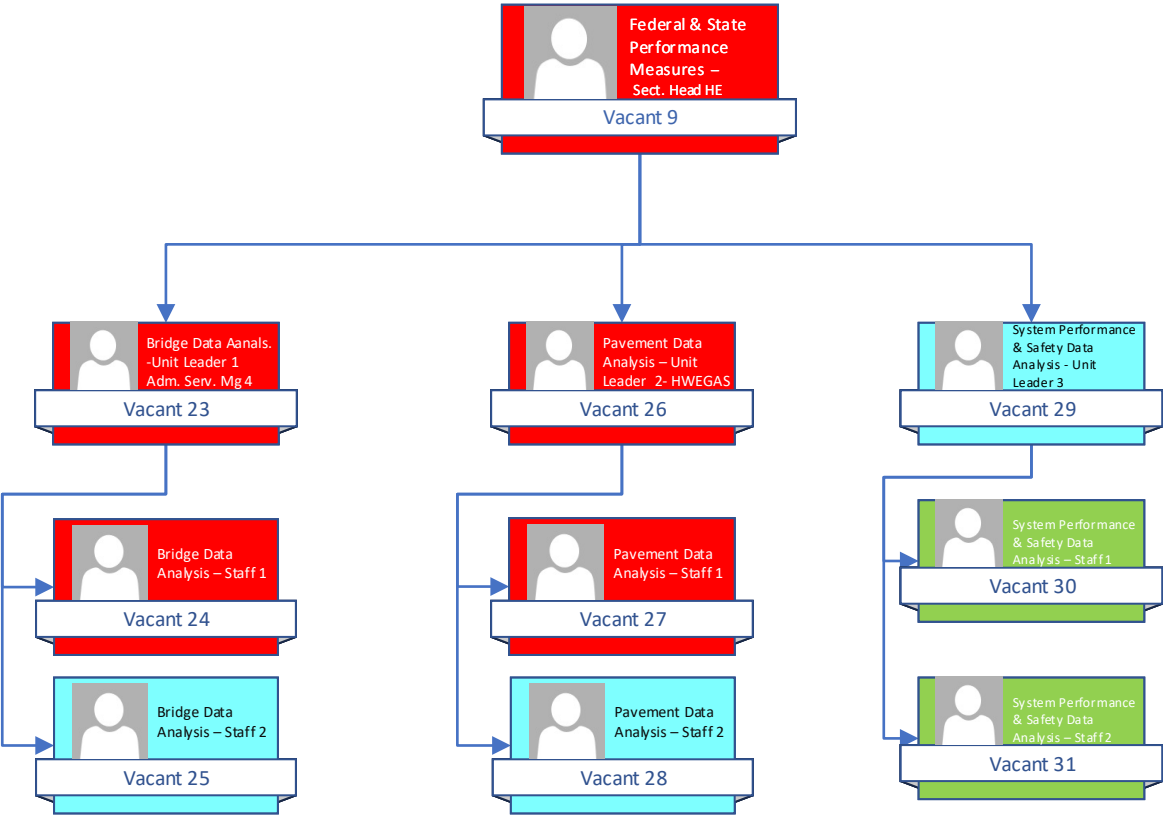 Federal & State
Performance
Measures –
Sect. Head HE
Vacant 9
Bridge Data Aanals.
-Unit Leader 1
Adm. Serv. Mg 4
Vacant 23
Pavement Data
Analysis – Unit
Leader 2- HWEGAS
Vacant 26
System Performance
& Safety Data
Analysis - Unit
Leader 3
Vacant 29
Bridge Data
Analysis – Staff 1
Vacant 24
Pavement Data
Analysis – Staff 1
Vacant 27
System Performance
& Safety Data
Analysis – Staff 1
Vacant 30
Bridge Data
Analysis – Staff 2
Vacant 25
Pavement Data
Analysis – Staff 2
Vacant 28
System Performance
& Safety Data
Analysis – Staff 2
Vacant 31